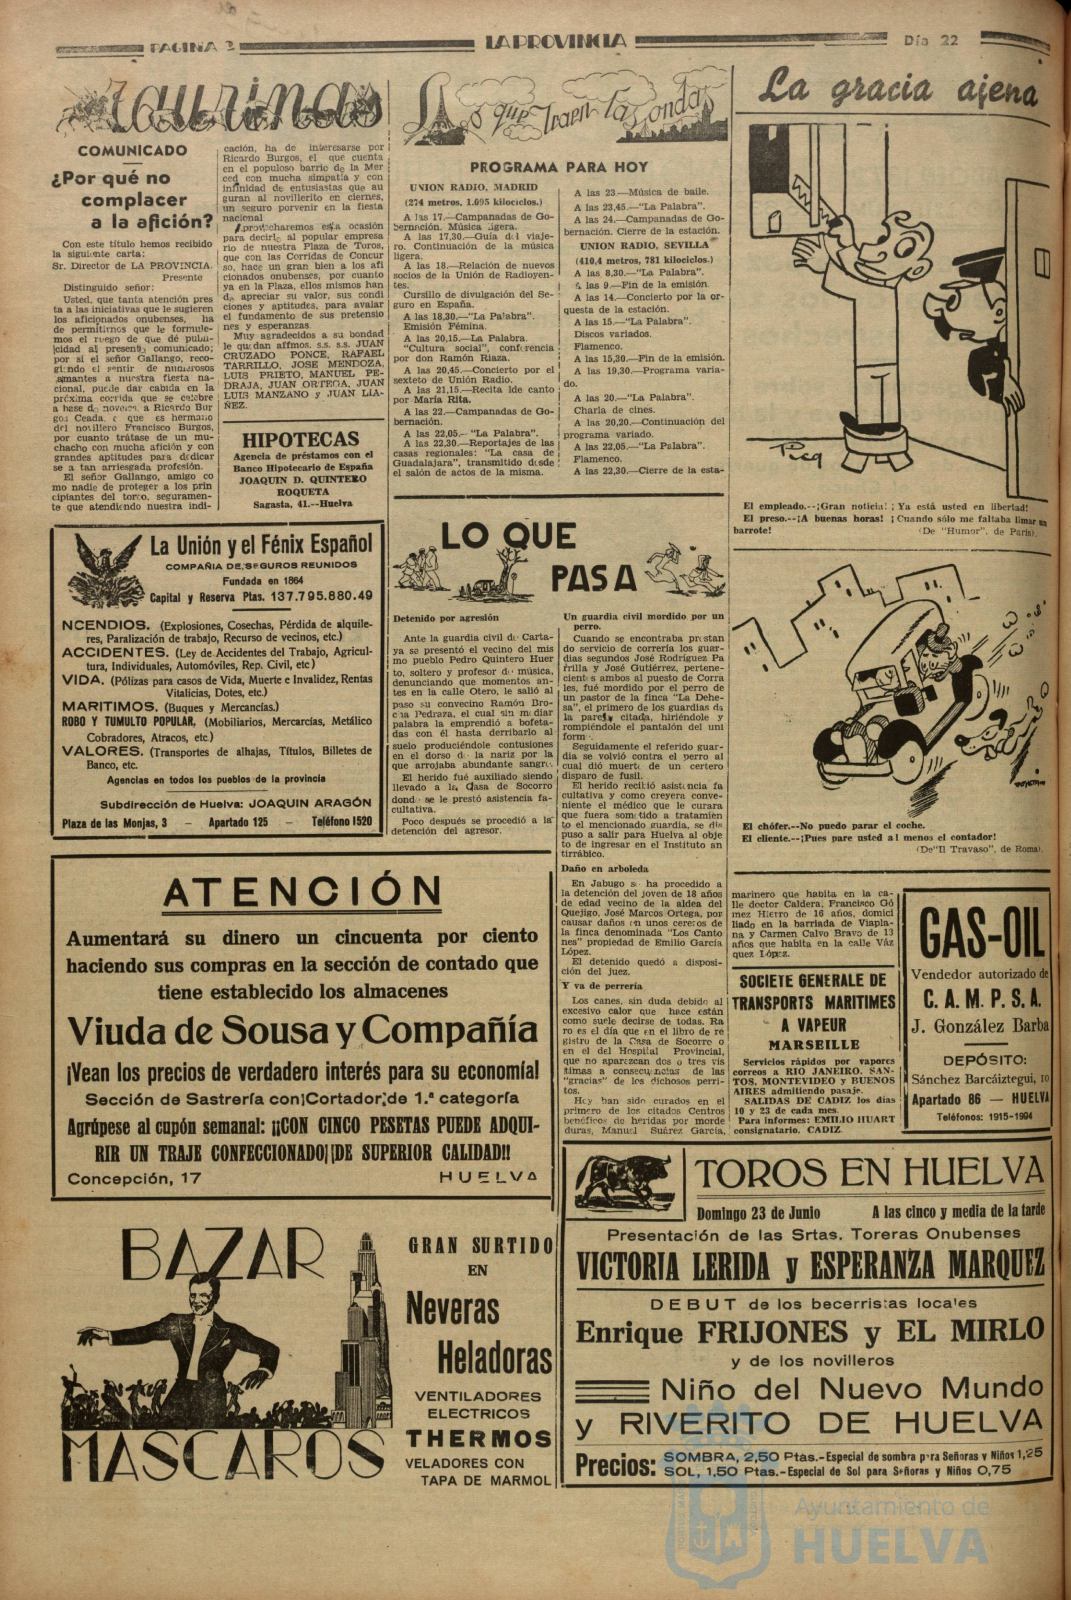 PAGINA 2
LA PROVINCIA
Día 22
Taurinas
COMUNICADO
¿Por qué no
complacer
a la afición?
Con este título hemos recibido
la siguiente carta:
Sr. Director de LA PROVINCIA.
Presente
Distinguido señor:
Usted, que tanta atención pres
ta a las iniciativas que le sugieren
los aficionados onubenses, ha
de permitirnos que le formule-
mos el ruego de que dé publi-
cidad al presente comunicado;
por si el señor Gallango, reco-
giendo el sentir de numerosos
amantes a nuestra fiesta na-
cional, puede dar cabida en la
próxima corrida que se celebre
a base de noveles, a Ricardo Bur
gos Ceada, que es hermano
del novillero Francisco Burgos,
por cuanto trátase de un mu-
chacho con mucha afición y con
grandes aptitudes para dedicar
se a tan arriesgada profesión.
El señor Gallango, amigo co
mo nadie de proteger a los prin
cipiantes del toreo, seguramen-
te que atendiendo nuestra indi-
cación, ha de interesarse por
Ricardo Burgos, el que cuenta
en el populoso barrio de la Mer
ced con mucha simpatía y con
infinidad de entusiastas que au
guran al novillerito en ciernes,
un seguro porvenir en la fiesta
nacional
Aprovecharemos esta ocasión
para decirle al popular empresa
rio de nuestra Plaza de Toros,
que con las Corridas de Concur
so, hace un gran bien a los afi
cionados onubenses, por cuanto
ya en la Plaza, ellos mismos han
de apreciar su valor, sus condi
ciones y aptitudes, para avalar
el fundamento de sus pretensio
nes y esperanzas.
Muy agradecidos a su bondad
le quedan affmos. s.s. s.s. JUAN
CRUZADO PONCE, RAFAEL
TARRILLO, JOSE MENDOZA,
LUIS PRIETO, MANUEL PE-
DRAJA, JUAN ORTEGA, JUAN
LUIS MANZANO y JUAN LIA-
ÑEZ.
HIPOTECAS
Agencia de préstamos con el
Banco Hipotecario de España
JOAQUIN D. QUINTERO
ROQUETA
Sagasta, 41.--Huelva
La Unión y el Fénix Español
COMPAÑIA DE SEGUROS REUNIDOS
Fundada en 1864
Capital y Reserva Ptas. 137.795.880.49
NCENDIOS. (Explosiones, Cosechas, Pérdida de alquile-
res, Paralización de trabajo, Recurso de vecinos, etc.)
ACCIDENTES. (Ley de Accidentes del Trabajo, Agricul-
tura, Individuales, Automóviles, Rep. Civil, etc)
VIDA. (Pólizas para casos de Vida, Muerte e Invalidez, Rentas
Vitalicias, Dotes, etc.)
MARITIMOS. (Buques y Mercancías.)
ROBO Y TUMULTO POPULAR, (Mobiliarios, Mercarcías, Metálico
Cobradores, Atracos, etc.)
VALORES. (Transportes de alhajas, Títulos, Billetes de
Banco, etc.
Agencias en todos los pueblos de la provincia
Subdirección de Huelva: JOAQUIN ARAGÓN
Plaza de las Monjas, 3 — Apartado 125 — Teléfono 1520
ATENCIÓN
Aumentará su dinero un cincuenta por ciento
haciendo sus compras en la sección de contado que
tiene establecido los almacenes
Viuda de Sousa y Compañía
¡Vean los precios de verdadero interés para su economía!
Sección de Sastrería con Cortador de 1.ª categoría
Agrúpese al cupón semanal: ¡¡CON CINCO PESETAS PUEDE ADQUI-
RIR UN TRAJE CONFECCIONADO DE SUPERIOR CALIDAD!!
Concepción, 17 HUELVA
BAZAR
MASCAROS
GRAN SURTIDO
EN
Neveras
Heladoras
VENTILADORES
ELECTRICOS
THERMOS
VELADORES CON
TAPA DE MARMOL
Lo que traen las ondas
PROGRAMA PARA HOY
UNION RADIO, MADRID
(274 metros, 1.095 kilociclos.)
A las 17.—Campanadas de Go-
bernación. Música ligera.
A las 17,30.—Guía del viaje-
ro. Continuación de la música
ligera.
A las 18.—Relación de nuevos
socios de la Unión de Radioyen-
tes.
Cursillo de divulgación del Se-
guro en España.
A las 18,30.—"La Palabra".
Emisión Fémina.
A las 20,15.—La Palabra.
"Cultura social", conferencia
por don Ramón Riaza.
A las 20,45.—Concierto por el
sexteto de Unión Radio.
A las 21,15.—Recita de canto
por María Rita.
A las 22.—Campanadas de Go-
bernación.
A las 22,05.—"La Palabra".
A las 22,30.—Reportajes de las
casas regionales: "La casa de
Guadalajara", transmitido desde
el salón de actos de la misma.
A las 23.—Música de baile.
A las 23,45.—"La Palabra".
A las 24.—Campanadas de Go-
bernación. Cierre de la estación.
UNION RADIO, SEVILLA
(410,4 metros, 781 kilociclos.)
A las 8,30.—"La Palabra".
A las 9.—Fin de la emisión.
A las 14.—Concierto por la or-
questa de la estación.
A las 15.—"La Palabra".
Discos variados.
Flamenco.
A las 15,30.—Fin de la emisión.
A las 19,30.—Programa varia-
do.
A las 20.—"La Palabra".
Charla de cines.
A las 20,20.—Continuación del
programa variado.
A las 22,05.—"La Palabra".
Flamenco.
A las 22,30.—Cierre de la esta-
LO QUE
PASA
Detenido por agresión
Ante la guardia civil de Carta-
ya se presentó el vecino del mis
mo pueblo Pedro Quintero Huer
to, soltero y profesor de música,
denunciando que momentos an-
tes en la calle Otero, le salió al
paso su convecino Ramón Bro-
cha Pedraza, el cual sin mediar
palabra la emprendió a bofeta-
das con él hasta derribarlo al
suelo produciéndole contusiones
en el dorso de la nariz por la
que arrojaba abundante sangre.
El herido fué auxiliado siendo
llevado a la Casa de Socorro
donde se le prestó asistencia fa-
cultativa.
Poco después se procedió a la
detención del agresor.
Un guardia civil mordido por un
perro.
Cuando se encontraba prestan
do servicio de correría los guar-
dias segundos José Rodríguez Pa
rrilla y José Gutiérrez, pertene-
cientes ambos al puesto de Corra
les, fué mordido por el perro de
un pastor de la finca "La Dehe-
sa", el primero de los guardias de
la pareja citada, hiriéndole y
rompiéndole el pantalón del uni
forme.
Seguidamente el referido guar-
dia se volvió contra el perro al
cual dió muerte de un certero
disparo de fusil.
El herido recibió asistencia fa
cultativa y como creyera conve-
niente el médico que le curara
que fuera sometido a tratamien
to el mencionado guardia, se dis
puso a salir para Huelva al obje
to de ingresar en el Instituto an
tirrábico.
Daño en arboleda
En Jabugo se ha procedido a
la detención del joven de 18 años
de edad vecino de la aldea del
Quejigo, José Marcos Ortega, por
causar daños en unos cerezos de
la finca denominada "Los Canto
nes" propiedad de Emilio García
López.
El detenido quedó a disposi-
ción del juez.
Y va de perrería
Los canes, sin duda debido al
excesivo calor que hace están
como suele decirse de todas. Ra
ro es el día que en el libro de re
gistro de la Casa de Socorro o
en el del Hospital Provincial,
que no aparezcan dos o tres víc
timas a consecuencias de las
"gracias" de los dichosos perri-
tos.
Hoy han sido curados en el
primero de los citados Centros
benéficos de heridas por morde
duras, Manuel Suárez García,
marinero que habita en la ca-
lle doctor Caldera, Francisco Gó
mez Hierro de 16 años, domici
liado en la barriada de Viapla-
na y Carmen Calvo Bravo de 13
años que habita en la calle Váz
quez López.
La gracia ajena
Picq
El empleado.--¡Gran noticia! ¡Ya está usted en libertad!
El preso.--¡A buenas horas! ¡Cuando sólo me faltaba limar un
barrote!
(De "Humor", de París).
El chófer.--No puedo parar el coche.
El cliente.--¡Pues pare usted al menos el contador!
(De "Il Travaso", de Roma).
SOCIETE GENERALE DE
TRANSPORTS MARITIMES
A VAPEUR
MARSEILLE
Servicios rápidos por vapores
correos a RIO JANEIRO, SAN-
TOS, MONTEVIDEO y BUENOS
AIRES admitiendo pasaje.
SALIDAS DE CADIZ los días
10 y 23 de cada mes.
Para informes: EMILIO HUART
consignatario. CADIZ
GAS-OIL
Vendedor autorizado de
C. A. M. P. S. A.
J. González Barba
DEPÓSITO:
Sánchez Barcáiztegui, 10
Apartado 86 — HUELVA
Teléfonos: 1915-1994
TOROS EN HUELVA
Domingo 23 de Junio A las cinco y media de la tarde
Presentación de las Srtas. Toreras Onubenses
VICTORIA LERIDA y ESPERANZA MARQUEZ
DEBUT de los becerristas locales
Enrique FRIJONES y EL MIRLO
y de los novilleros
Niño del Nuevo Mundo
y RIVERITO DE HUELVA
Precios: SOMBRA, 2,50 Ptas.-Especial de sombra para Señoras y Niños 1,25
SOL, 1,50 Ptas.-Especial de Sol para Señoras y Niños 0,75
Ayuntamiento de
HUELVA